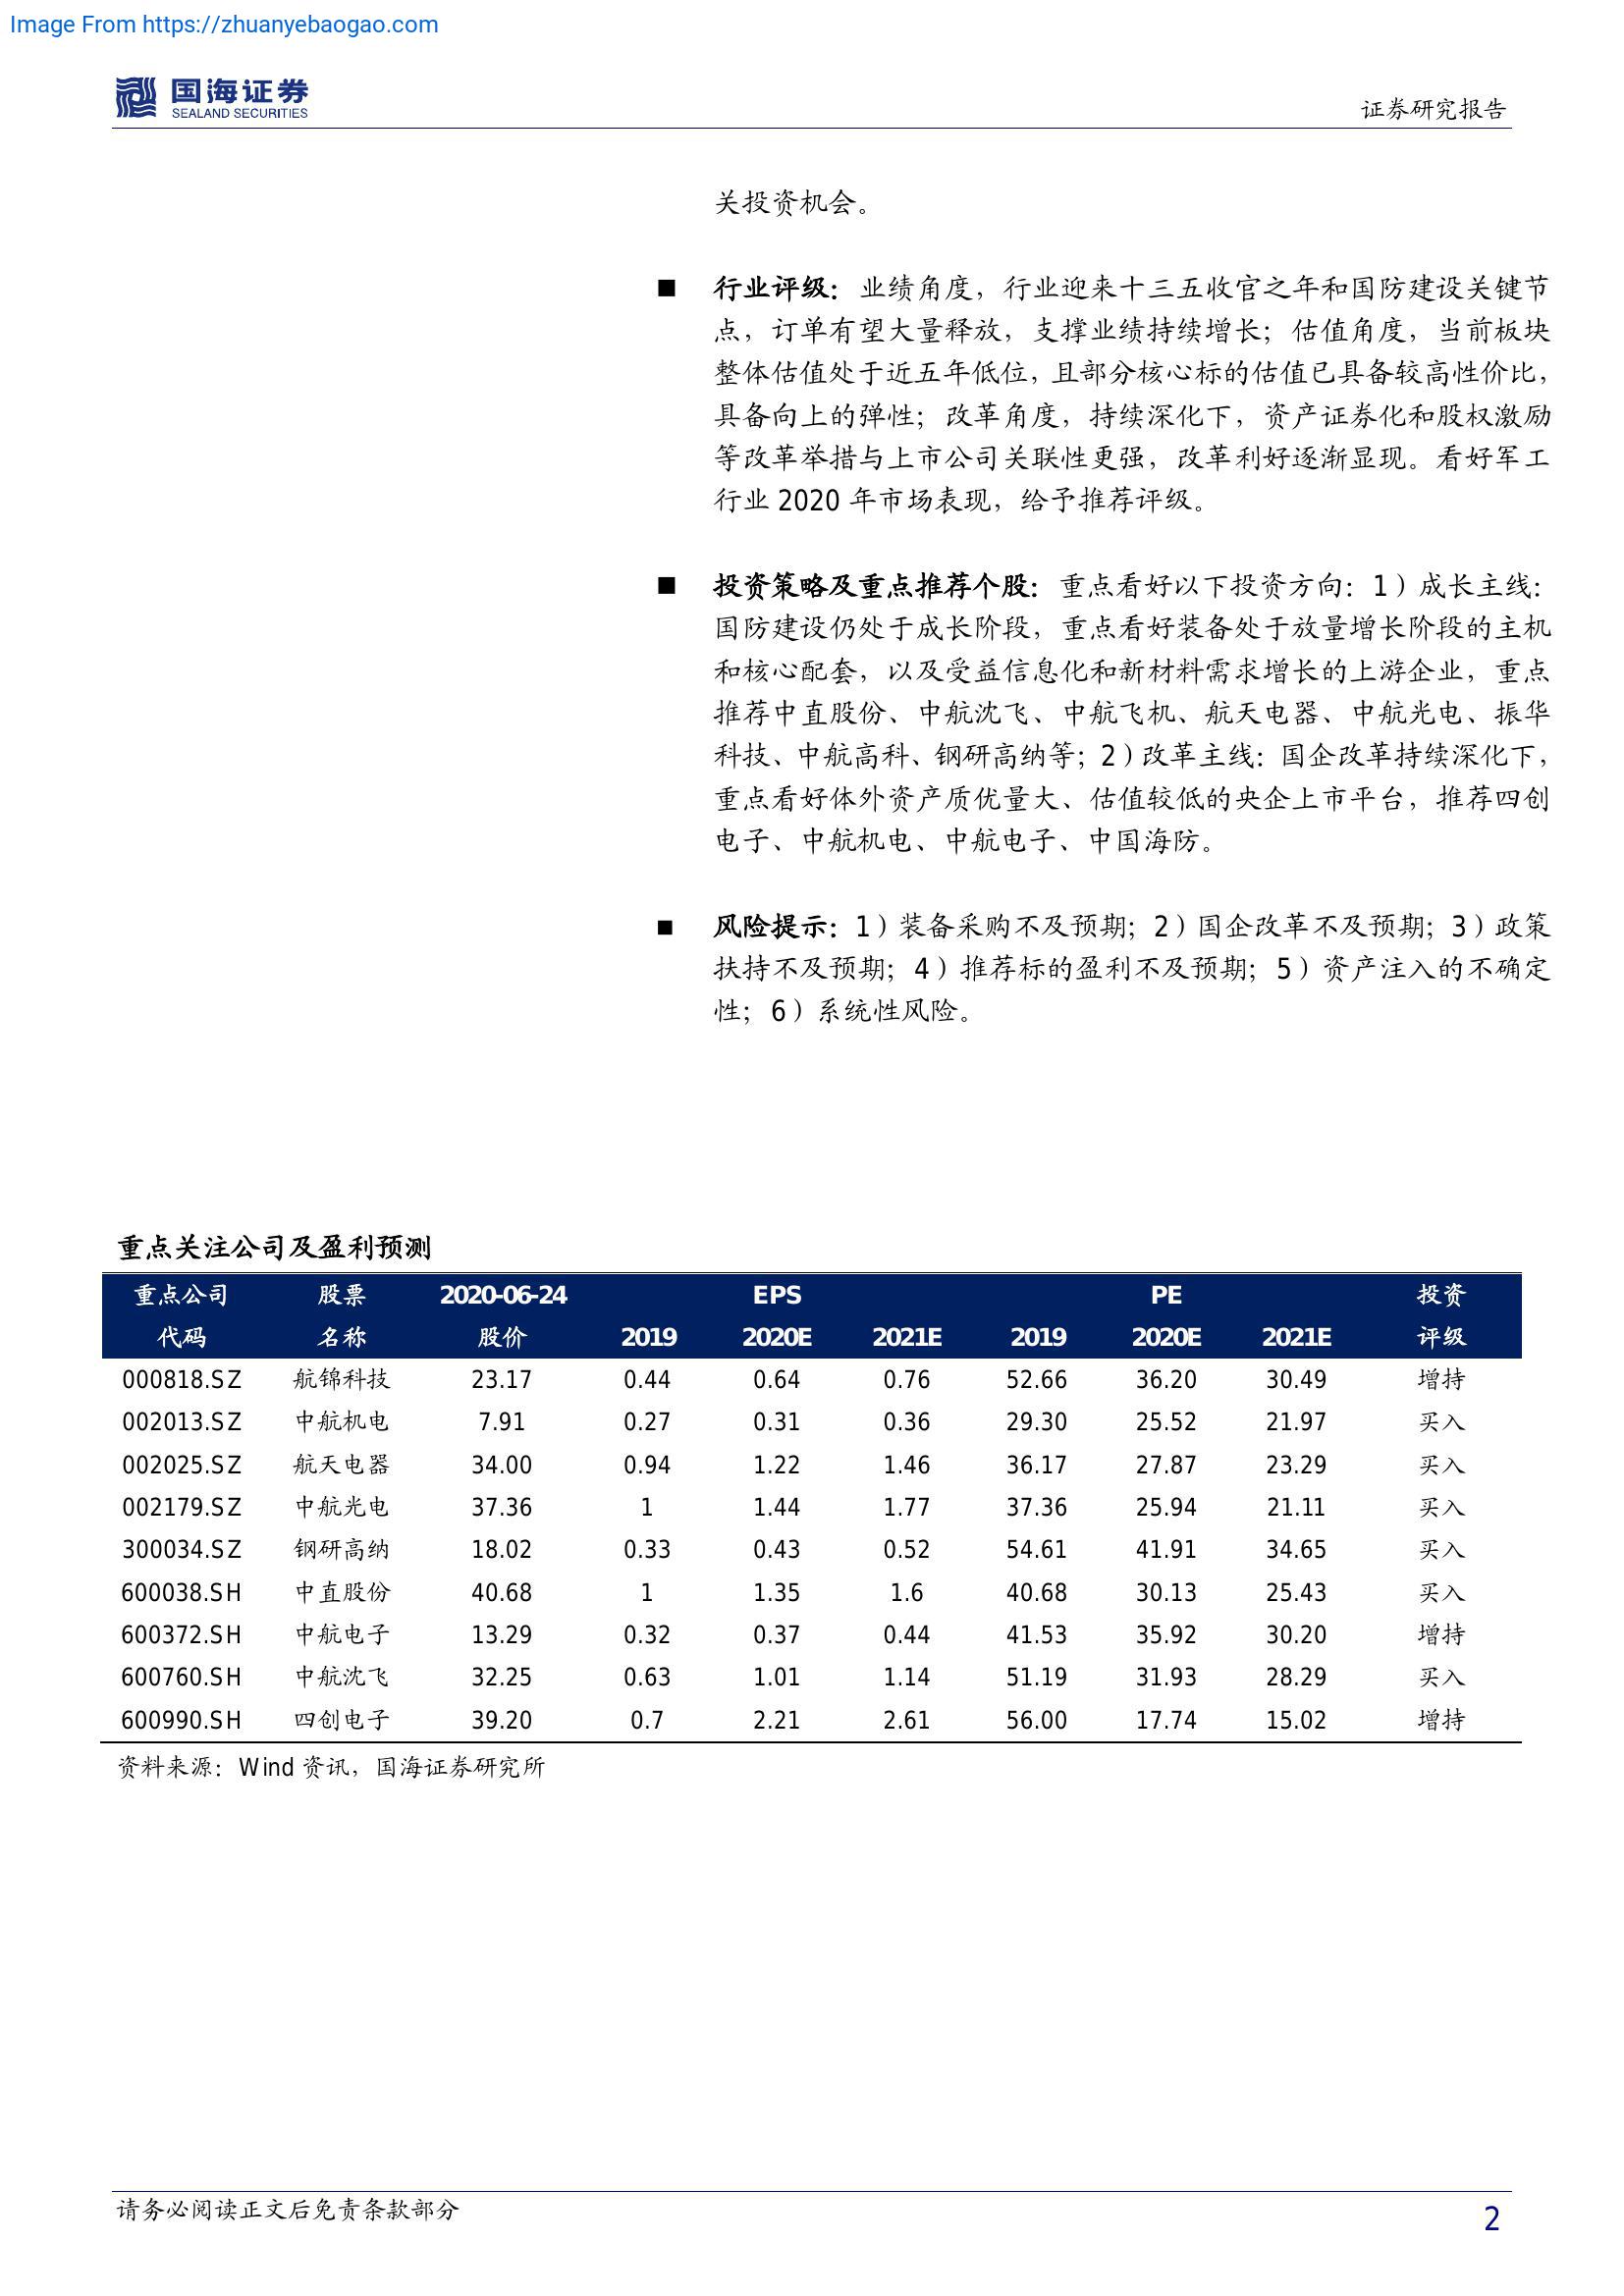 Image From https://zhuanyebaogao.com
国海证券
SEALAND SECURITIES
证券研究报告
关投资机会。
■ 行业评级：业绩角度，行业迎来十三五收官之年和国防建设关键节
点，订单有望大量释放，支撑业绩持续增长；估值角度，当前板块
整体估值处于近五年低位，且部分核心标的估值已具备较高性价比，
具备向上的弹性；改革角度，持续深化下，资产证券化和股权激励
等改革举措与上市公司关联性更强，改革利好逐渐显现。看好军工
行业 2020 年市场表现，给予推荐评级。
■ 投资策略及重点推荐个股：重点看好以下投资方向：1）成长主线：
国防建设仍处于成长阶段，重点看好装备处于放量增长阶段的主机
和核心配套，以及受益信息化和新材料需求增长的上游企业，重点
推荐中直股份、中航沈飞、中航飞机、航天电器、中航光电、振华
科技、中航高科、钢研高纳等；2）改革主线：国企改革持续深化下，
重点看好体外资产质优量大、估值较低的央企上市平台，推荐四创
电子、中航机电、中航电子、中国海防。
■ 风险提示：1）装备采购不及预期；2）国企改革不及预期；3）政策
扶持不及预期；4）推荐标的盈利不及预期；5）资产注入的不确定
性；6）系统性风险。
重点关注公司及盈利预测
重点公司 股票 2020-06-24 EPS PE 投资
代码 名称 股价 2019 2020E 2021E 2019 2020E 2021E 评级
000818.SZ 航锦科技 23.17 0.44 0.64 0.76 52.66 36.20 30.49 增持
002013.SZ 中航机电 7.91 0.27 0.31 0.36 29.30 25.52 21.97 买入
002025.SZ 航天电器 34.00 0.94 1.22 1.46 36.17 27.87 23.29 买入
002179.SZ 中航光电 37.36 1 1.44 1.77 37.36 25.94 21.11 买入
300034.SZ 钢研高纳 18.02 0.33 0.43 0.52 54.61 41.91 34.65 买入
600038.SH 中直股份 40.68 1 1.35 1.6 40.68 30.13 25.43 买入
600372.SH 中航电子 13.29 0.32 0.37 0.44 41.53 35.92 30.20 增持
600760.SH 中航沈飞 32.25 0.63 1.01 1.14 51.19 31.93 28.29 买入
600990.SH 四创电子 39.20 0.7 2.21 2.61 56.00 17.74 15.02 增持
资料来源：Wind 资讯，国海证券研究所
请务必阅读正文后免责条款部分
2